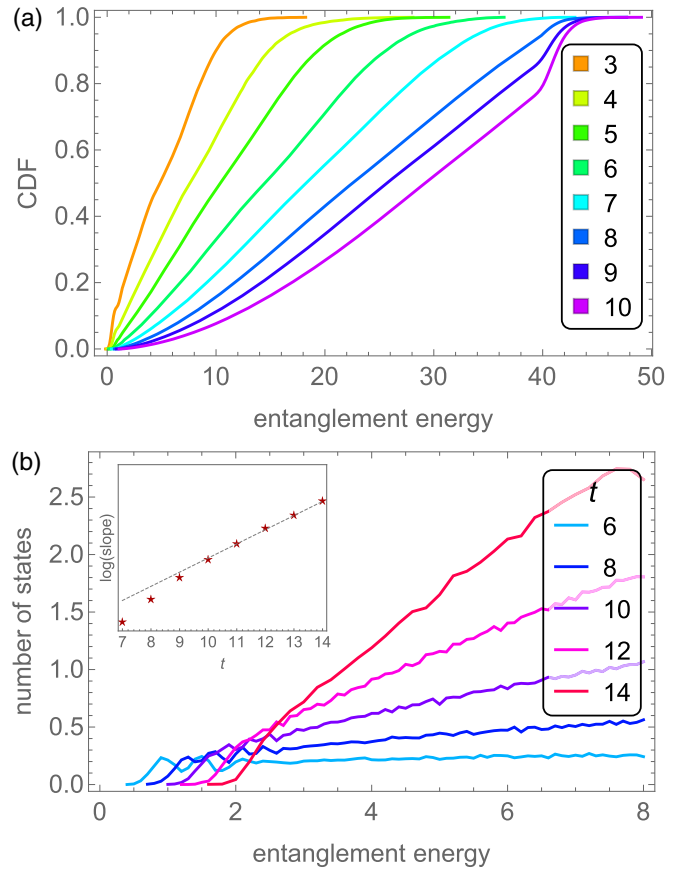 (a)
1.0
0.8
0.6
0.4
0.2
0.0
CDF
3
4
5
6
7
8
9
10
0 10 20 30 40 50
entanglement energy
(b)
2.5
2.0
1.5
1.0
0.5
0.0
number of states
log(slope)
7 8 9 10 11 12 13 14
t
t
6
8
10
12
14
0 2 4 6 8
entanglement energy